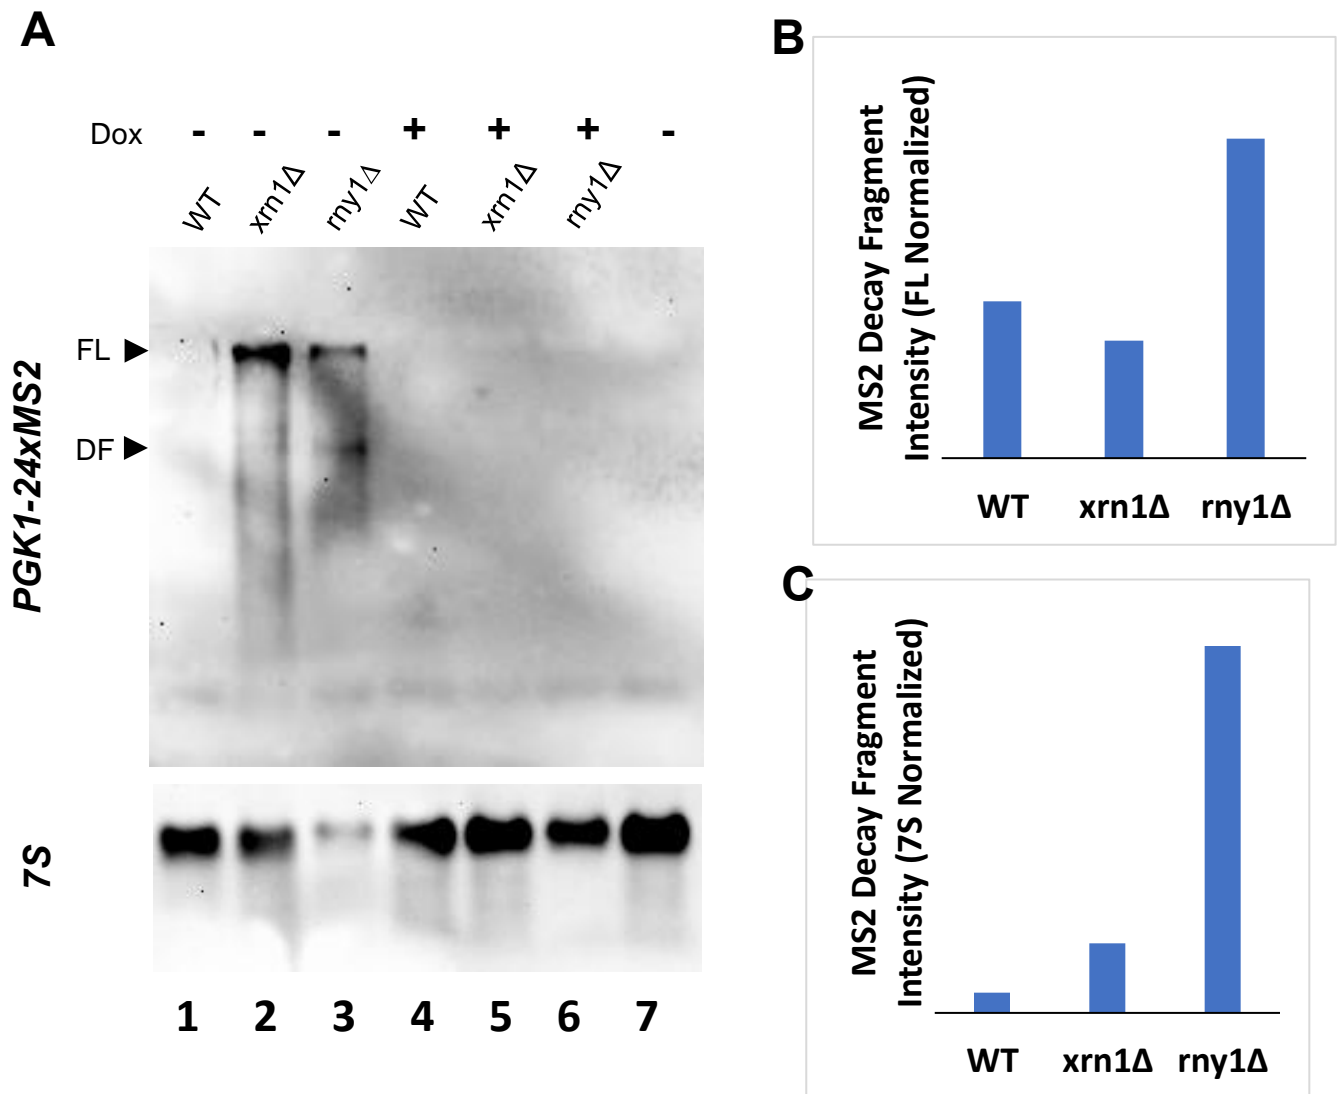 A
Dox - - - + + + -
WT xrn1Δ rny1Δ WT xrn1Δ rny1Δ
FL
DF
PGK1-24xMS2
7S
1 2 3 4 5 6 7
B
MS2 Decay Fragment
Intensity (FL Normalized)
WT xrn1Δ rny1Δ
C
MS2 Decay Fragment
Intensity (7S Normalized)
WT xrn1Δ rny1Δ